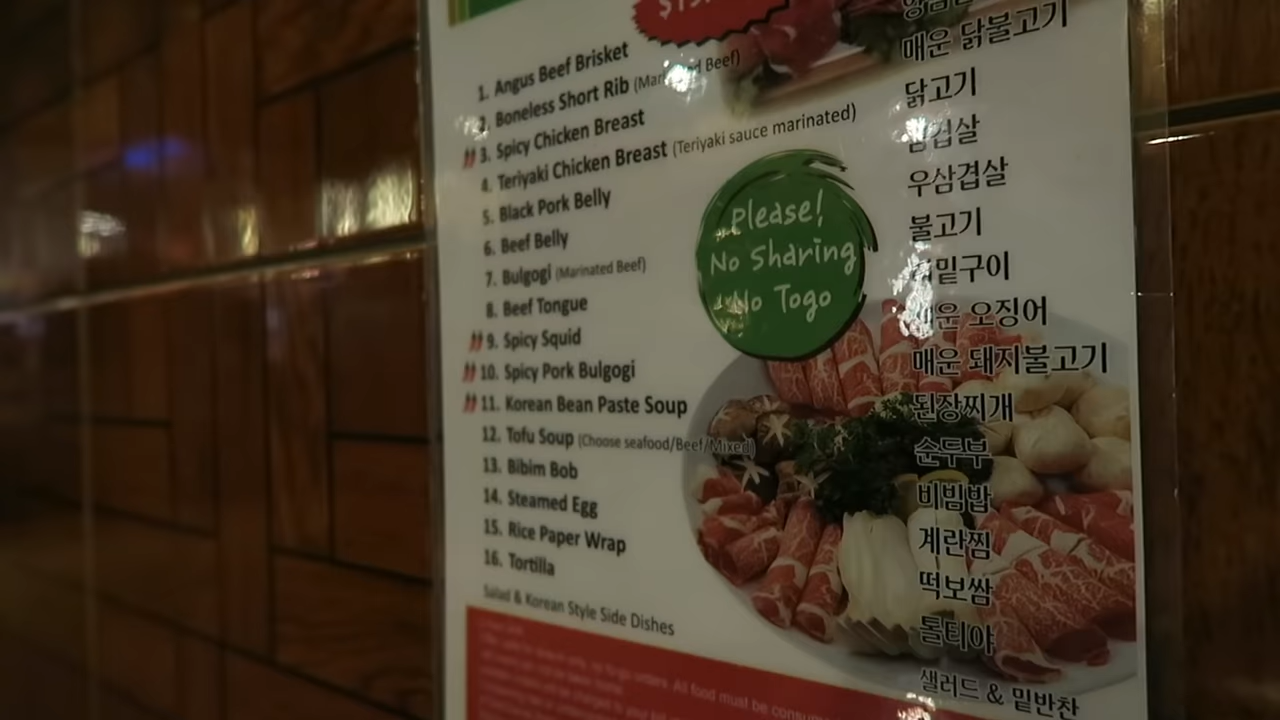 1. Angus Beef Brisket
2. Boneless Short Rib Beef)
3. Spicy Chicken Breast
4. Teriyaki Chicken Breast (Teriyaki sauce marinated)
5. Black Pork Belly
6. Beef Belly
7. Bulgogi (Marinated Beef)
8. Beef Tongue
9. Spicy Squid
10. Spicy Pork Bulgogi
11. Korean Bean Paste Soup
12. Tofu Soup (Choose seafood/Beef/Mixed)
13. Bibim Bob
14. Steamed Egg
15. Rice Paper Wrap
16. Tortilla
Salad & Korean Style Side Dishes
Please!
No Sharing
No Togo
매운 닭불고기
닭고기
우삼겹살
불고기
오징어
매운 돼지불고기
된장찌개
순두부
비빔밥
계란찜
떡보쌈
톨티아
샐러드 & 밑반찬
All food must be